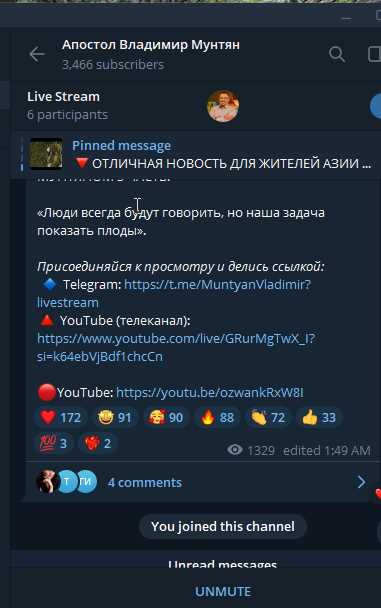 Апостол Владимир Мунтян
3,466 subscribers
Live Stream
6 participants
Pinned message
🔻 ОТЛИЧНАЯ НОВОСТЬ ДЛЯ ЖИТЕЛЕЙ АЗИИ ...
«Люди всегда будут говорить, но наша задача
показать плоды».
Присоединяйся к просмотру и делись ссылкой:
🔹 Telegram: https://t.me/MuntyanVladimir?
livestream
🔺 YouTube (телеканал):
https://www.youtube.com/live/GRurMgTwX_I?
si=k64ebVjBdf1chcCn
🔴YouTube: https://youtu.be/ozwankRxW8I
❤ 172 🤩 91 🥰 90 🔥 88 👏 72 👍 33
💯 3 ❤‍🔥 2
1329 edited 1:49 AM
Т ГИ 4 comments
You joined this channel
Unread messages
UNMUTE